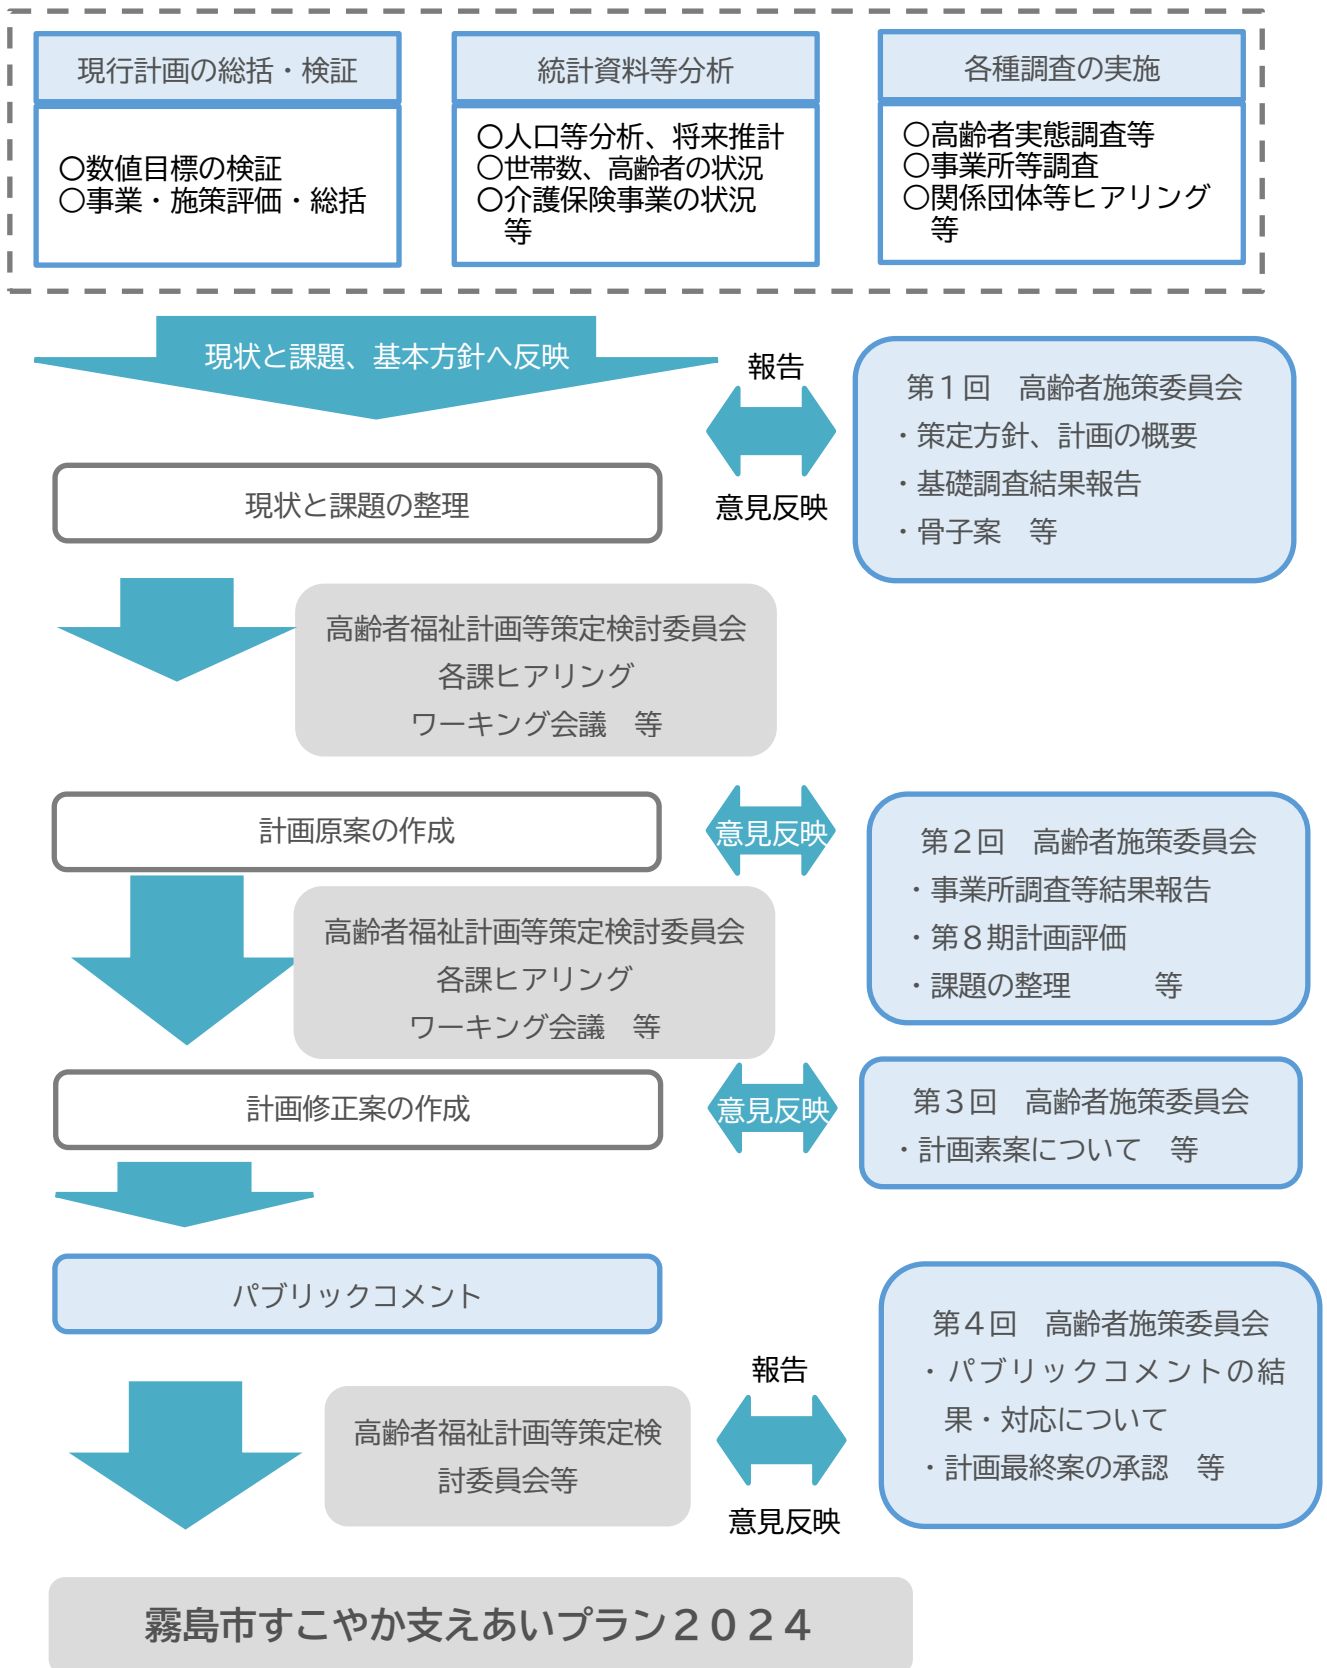 現行計画の総括・検証
〇数値目標の検証
〇事業・施策評価・総括
統計資料等分析
〇人口等分析、将来推計
〇世帯数、高齢者の状況
〇介護保険事業の状況
等
各種調査の実施
〇高齢者実態調査等
〇事業所等調査
〇関係団体等ヒアリング
等
現状と課題、基本方針へ反映
報告
意見反映
第１回　高齢者施策委員会
・策定方針、計画の概要
・基礎調査結果報告
・骨子案　等
現状と課題の整理
高齢者福祉計画等策定検討委員会
各課ヒアリング
ワーキング会議　等
計画原案の作成
意見反映
第２回　高齢者施策委員会
・事業所調査等結果報告
・第８期計画評価
・課題の整理　　　等
高齢者福祉計画等策定検討委員会
各課ヒアリング
ワーキング会議　等
計画修正案の作成
意見反映
第３回　高齢者施策委員会
・計画素案について　等
パブリックコメント
高齢者福祉計画等策定検
討委員会等
報告
意見反映
第４回　高齢者施策委員会
・パブリックコメントの結
果・対応について
・計画最終案の承認　等
霧島市すこやか支えあいプラン２０２４